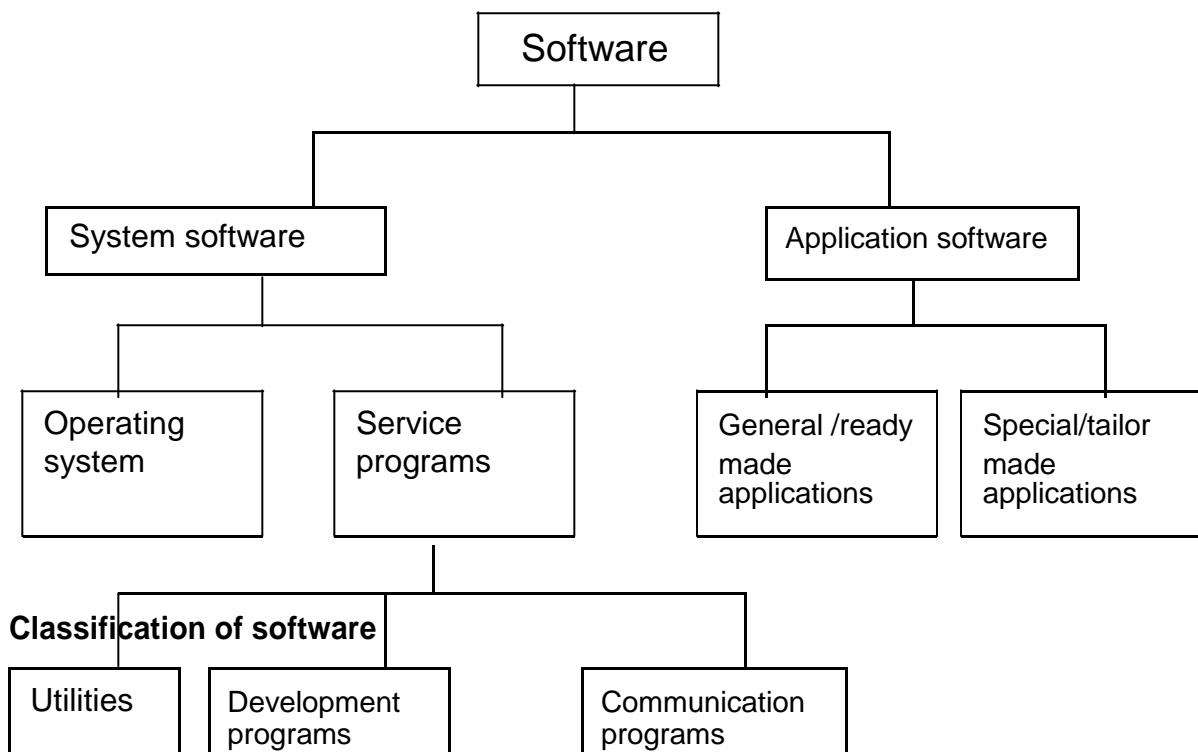 Software
System software
Application software
Operating
system
Service
programs
General /ready
made
applications
Special/tailor
made
applications
Classification of software
Utilities
Development
programs
Communication
programs